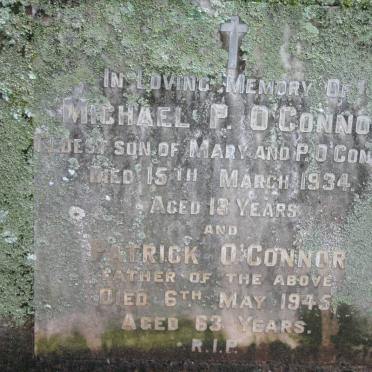 IN LOVING MEMORY OF
MICHAEL P. O'CONNO
ELDEST SON OF MARY AND P. O'CON
DIED 15TH MARCH 1934.
AGED 13 YEARS
AND
PATRICK O'CONNOR
FATHER OF THE ABOVE
DIED 6TH MAY 1945.
AGED 63 YEARS.
R.I.P.